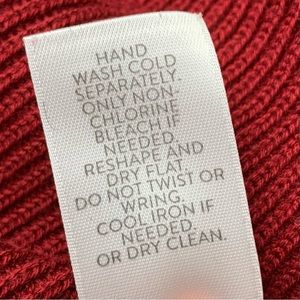 HAND
WASH COLD
SEPARATELY.
ONLY NON-
CHLORINE
BLEACH IF
NEEDED.
RESHAPE AND
DRY FLAT.
DO NOT TWIST OR
WRING.
COOL IRON IF
NEEDED.
OR DRY CLEAN.